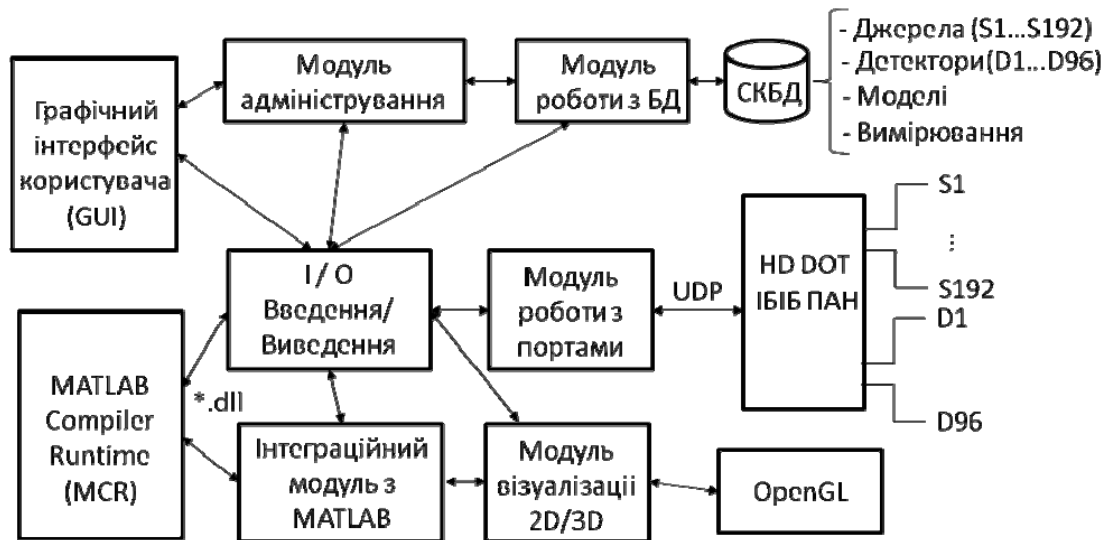 Графічний
інтерфейс
користувача
(GUI)
Модуль
адміністрування
Модуль
роботи з БД
СКБД
- Джерела (S1...S192)
- Детектори(D1...D96)
- Моделі
- Вимірювання
I / O
Введення/
Виведення
Модуль
роботи з
портами
UDP
HD DOT
ІБІБ ПАН
S1
...
S192
D1
D96
MATLAB
Compiler
Runtime
(MCR)
*.dll
Інтеграційний
модуль з
MATLAB
Модуль
візуалізації
2D/3D
OpenGL